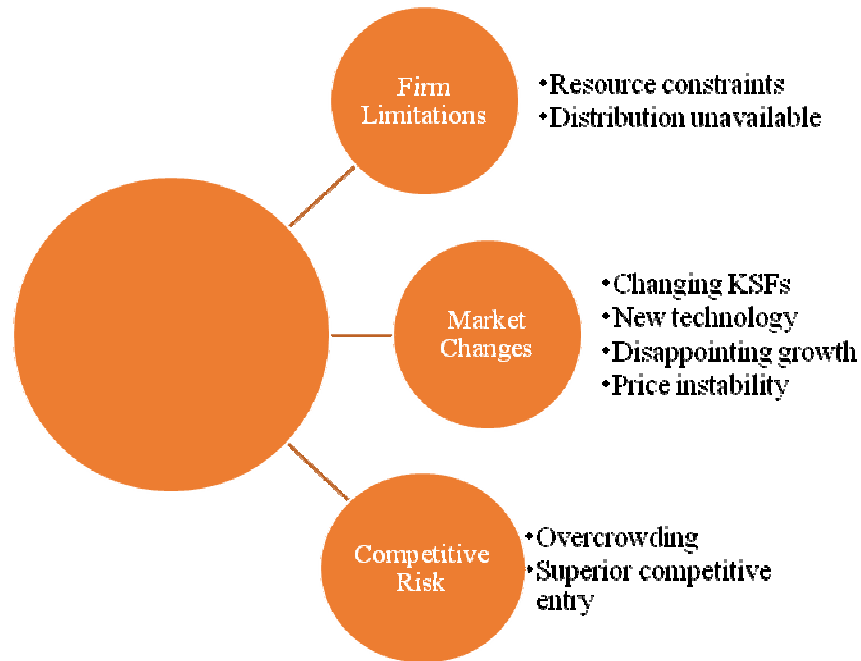 Firm
Limitations
•Resource constraints
•Distribution unavailable
Market
Changes
•Changing KSFs
•New technology
•Disappointing growth
•Price instability
Competitive
Risk
•Overcrowding
•Superior competitive
entry